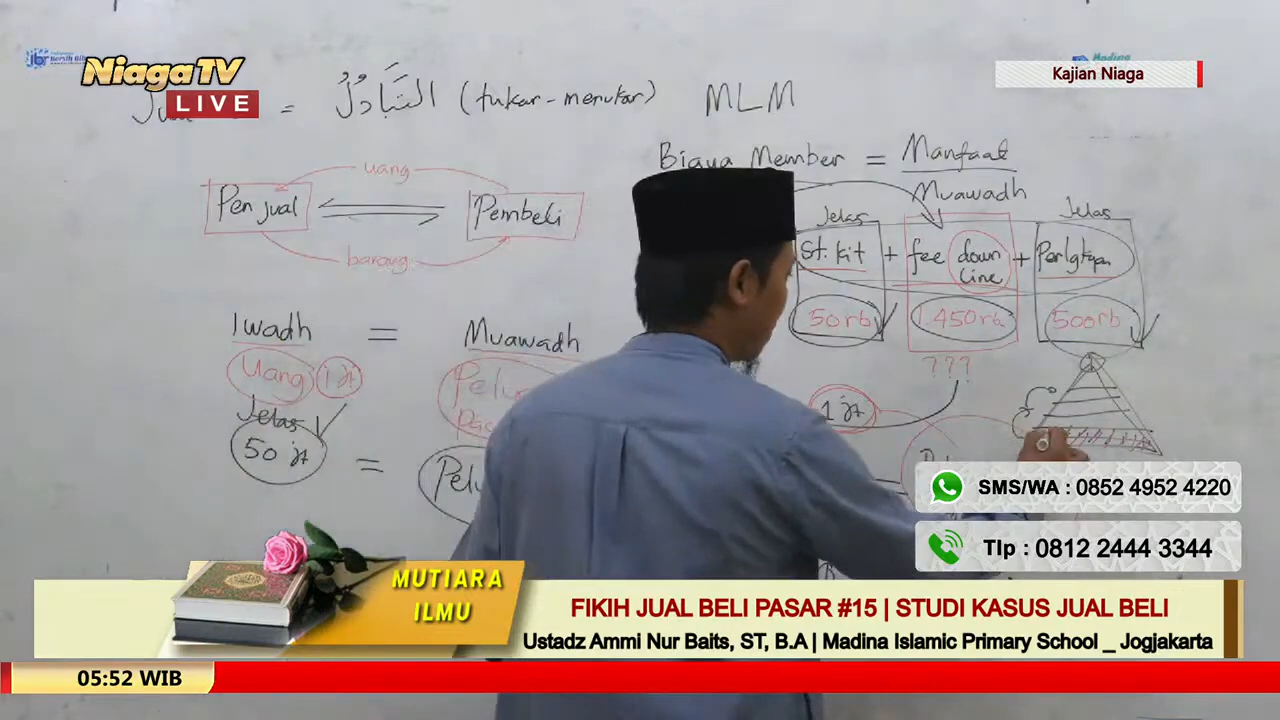 NiagaTV
LIVE
Kajian Niaga
= التَّبَادُلُ (tukar-menukar) MLM
Biaya Member = Manfaat
Muawadh
uang
Penjual
Pembeli
barang
Jelas
Jelas
St. kit + fee down line +
50rb
1.450rb
500rb
???
Iwadh = Muawadh
Uang 1 jt
Jelas
50 jt =
1 jt
SMS/WA : 0852 4952 4220
Tlp : 0812 2444 3344
MUTIARA
ILMU
FIKIH JUAL BELI PASAR #15 | STUDI KASUS JUAL BELI
Ustadz Ammi Nur Baits, ST, B.A | Madina Islamic Primary School _ Jogjakarta
05:52 WIB